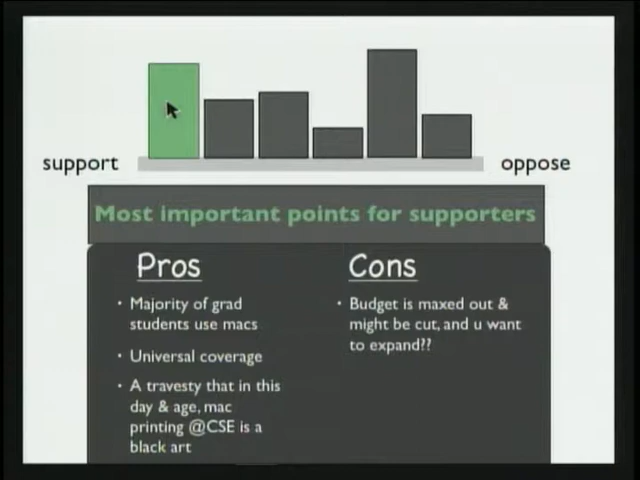 support
oppose
Most important points for supporters
Pros
• Majority of grad
students use macs
• Universal coverage
• A travesty that in this
day & age, mac
printing @CSE is a
black art
Cons
• Budget is maxed out &
might be cut, and u want
to expand??